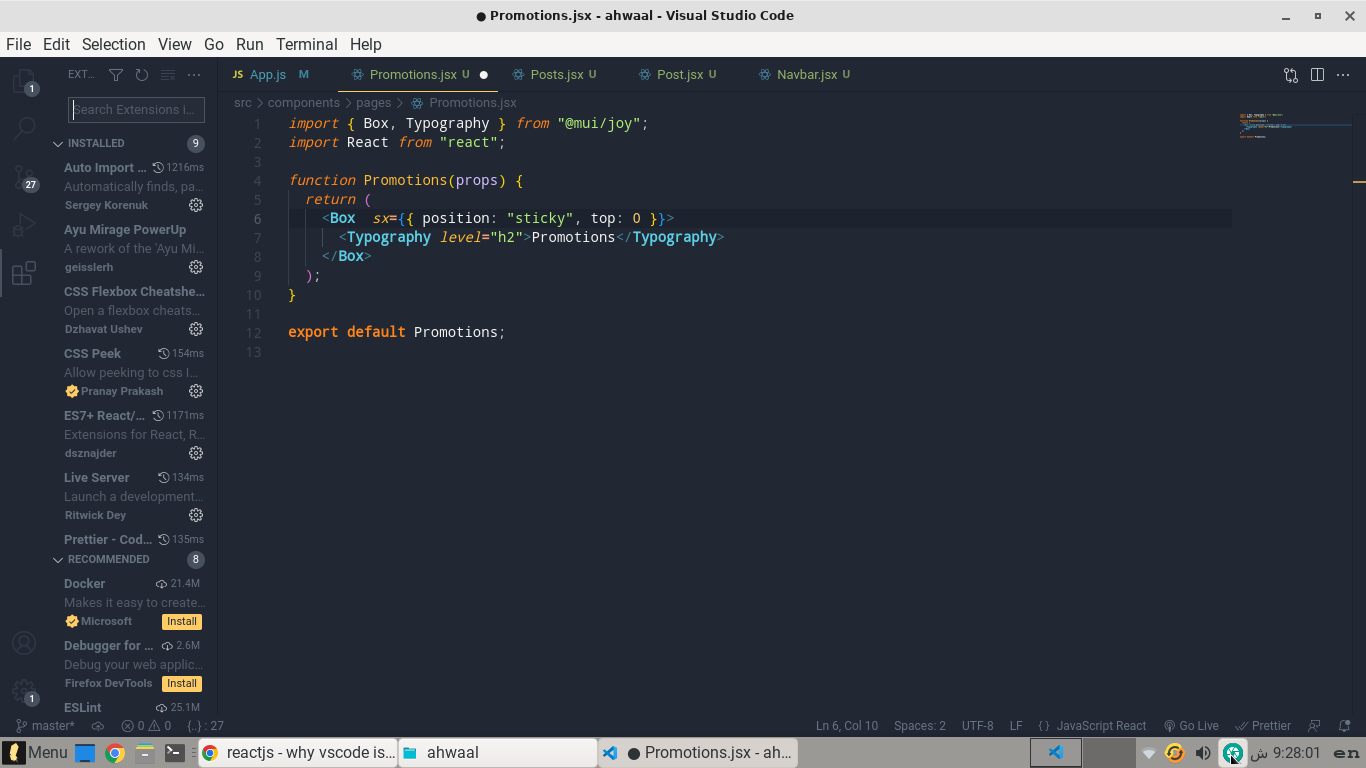 Promotions.jsx - ahwaal - Visual Studio Code
File Edit Selection View Go Run Terminal Help
EXT...
JS App.js M
Promotions.jsx U
Posts.jsx U
Post.jsx U
Navbar.jsx U
1
27
1
Search Extensions i...
INSTALLED 9
Auto Import ... 1216ms
Automatically finds, pa...
Sergey Korenuk
Ayu Mirage PowerUp
A rework of the 'Ayu Mi...
geisslerh
CSS Flexbox Cheatshe...
Open a flexbox cheats...
Dzhavat Ushev
CSS Peek 154ms
Allow peeking to css I...
Pranay Prakash
ES7+ React/... 1171ms
Extensions for React, R...
dsznajder
Live Server 134ms
Launch a development...
Ritwick Dey
Prettier - Cod... 135ms
RECOMMENDED 8
Docker 21.4M
Makes it easy to create...
Microsoft Install
Debugger for ... 2.6M
Debug your web applic...
Firefox DevTools Install
ESLint 25.1M
src > components > pages > Promotions.jsx
1 import { Box, Typography } from "@mui/joy";
2 import React from "react";
3
4 function Promotions(props) {
5 return (
6 <Box  sx={{ position: "sticky", top: 0 }}>
7 <Typography level="h2">Promotions</Typography>
8 </Box>
9 );
10 }
11
12 export default Promotions;
13
master* 0 0 {..} : 27
Ln 6, Col 10 Spaces: 2 UTF-8 LF { } JavaScript React Go Live Prettier
Menu
reactjs - why vscode is...
ahwaal
Promotions.jsx - ah...
ش 9:28:01 en